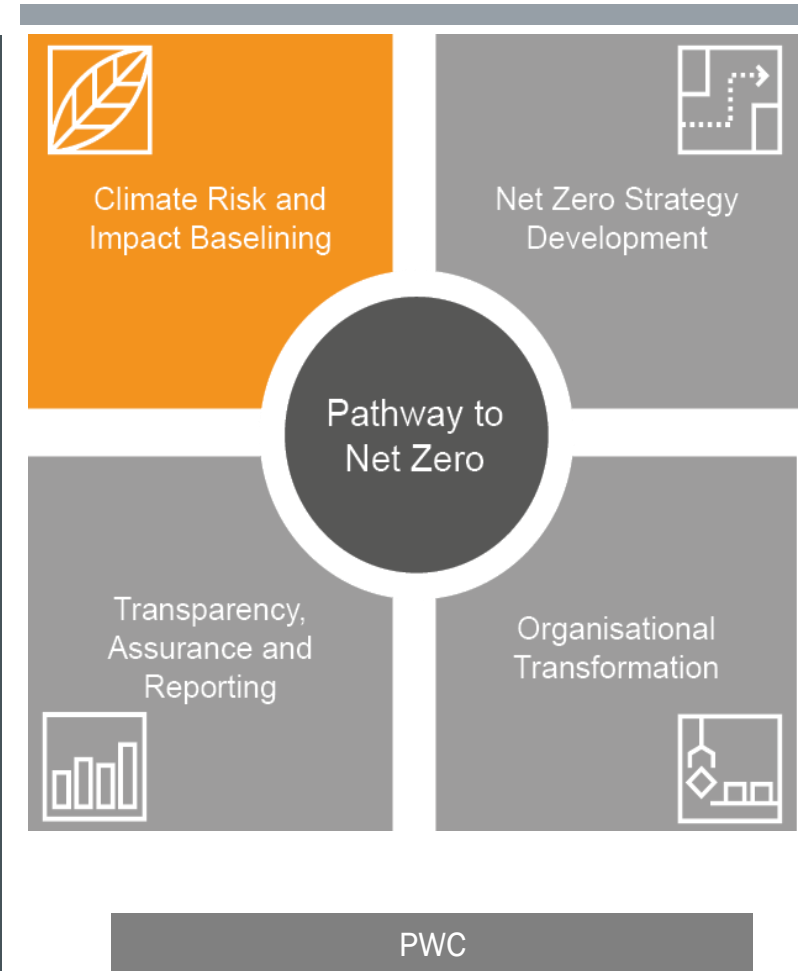 Climate Risk and
Impact Baselining
Net Zero Strategy
Development
Pathway to
Net Zero
Transparency,
Assurance and
Reporting
Organisational
Transformation
PWC